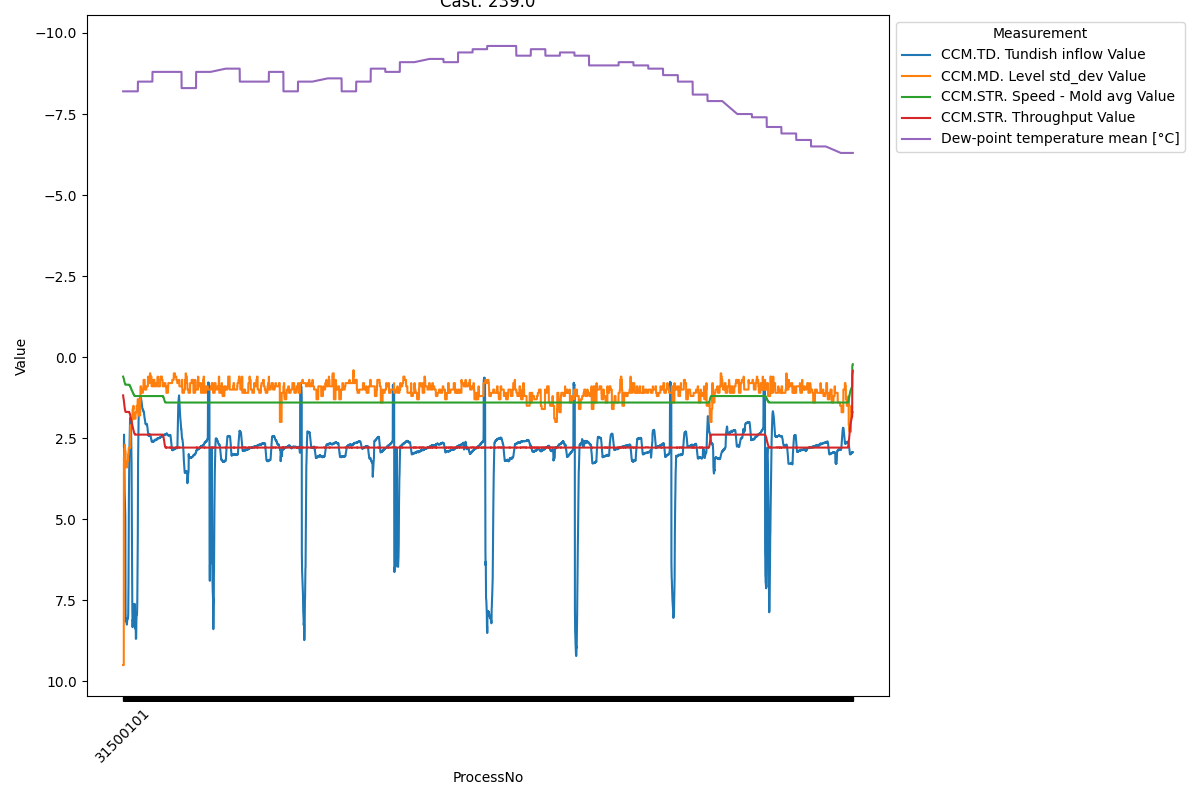 Cast: 239.0
−10.0
−7.5
−5.0
−2.5
0.0
2.5
5.0
7.5
10.0
Value
31500101
ProcessNo
Measurement
CCM.TD. Tundish inflow Value
CCM.MD. Level std_dev Value
CCM.STR. Speed - Mold avg Value
CCM.STR. Throughput Value
Dew-point temperature mean [°C]